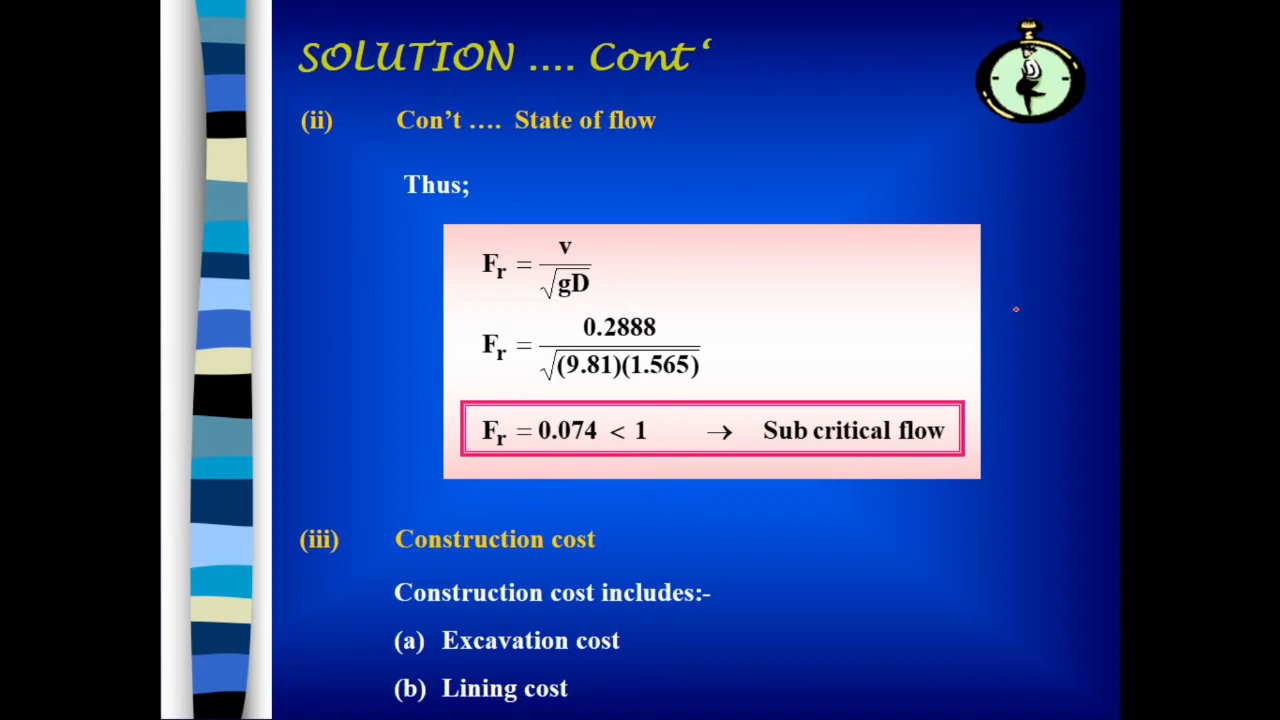 SOLUTION .... Cont‘
(ii) Con’t .... State of flow
Thus;
Fr = v / √gD
Fr = 0.2888 / √(9.81)(1.565)
Fr = 0.074 < 1 → Sub critical flow
(iii) Construction cost
Construction cost includes:-
(a) Excavation cost
(b) Lining cost